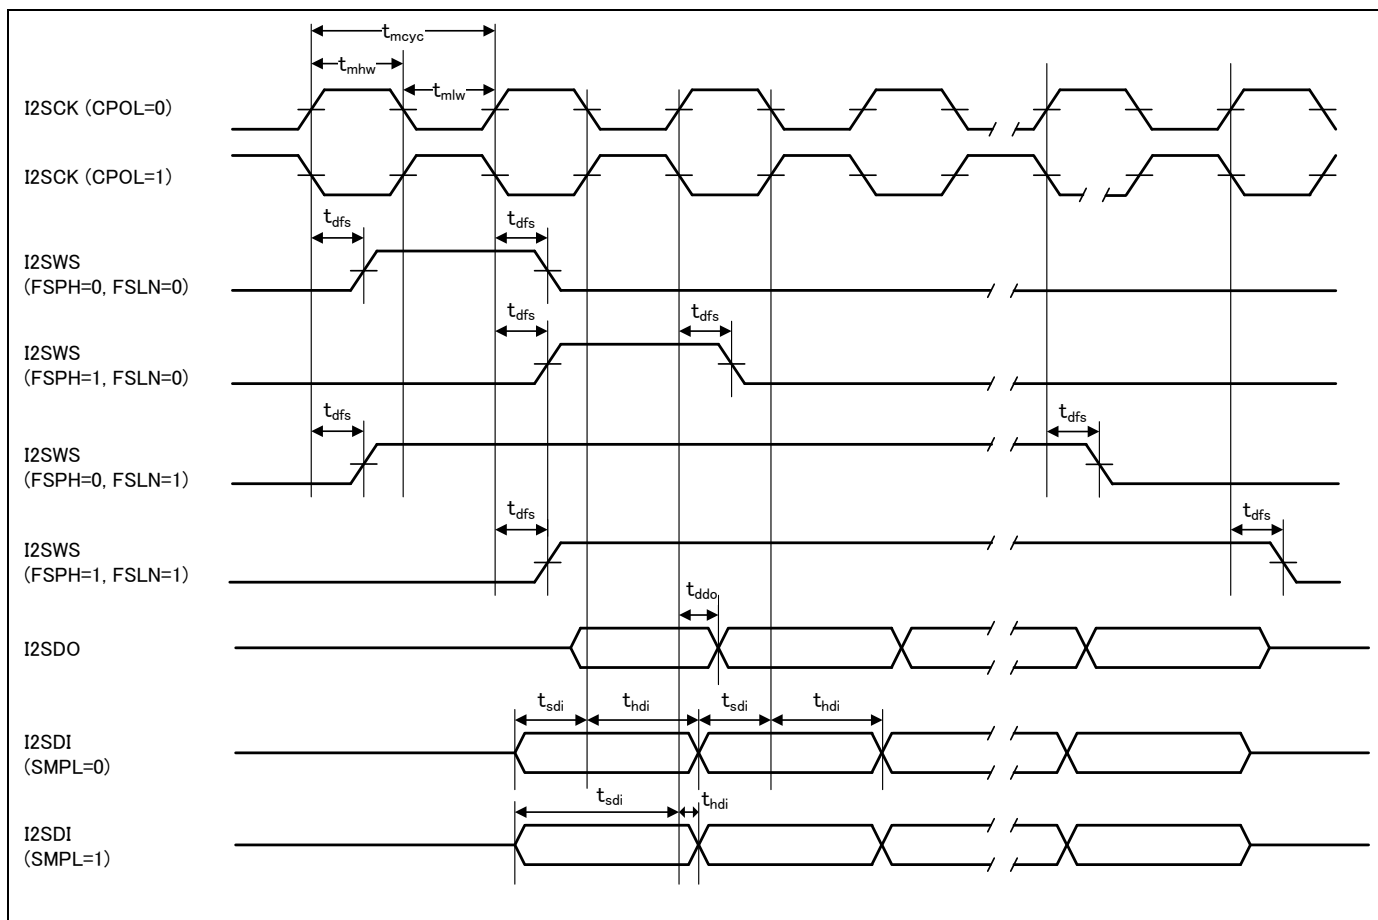 tmcyc
tmhw
tmlw
I2SCK (CPOL=0)
I2SCK (CPOL=1)
tdfs tdfs
I2SWS
(FSPH=0, FSLN=0)
tdfs tdfs
I2SWS
(FSPH=1, FSLN=0)
tdfs tdfs
I2SWS
(FSPH=0, FSLN=1)
tdfs tdfs
I2SWS
(FSPH=1, FSLN=1)
tddo
I2SDO
tsdi thdi tsdi thdi
I2SDI
(SMPL=0)
tsdi thdi
I2SDI
(SMPL=1)